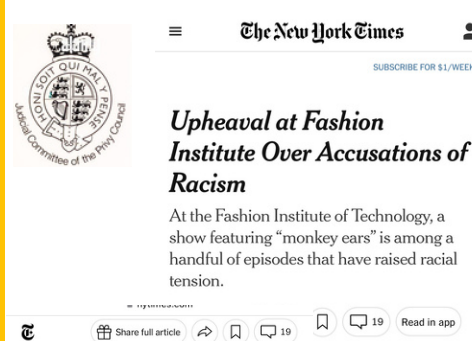 HONI SOIT QUI MAL Y PENSE
Judicial Committee of the Privy Council
The New York Times
SUBSCRIBE FOR $1/WEEK
Upheaval at Fashion
Institute Over Accusations of
Racism
At the Fashion Institute of Technology, a
show featuring “monkey ears” is among a
handful of episodes that have raised racial
tension.
nytimes.com
Share full article
19
19
Read in app